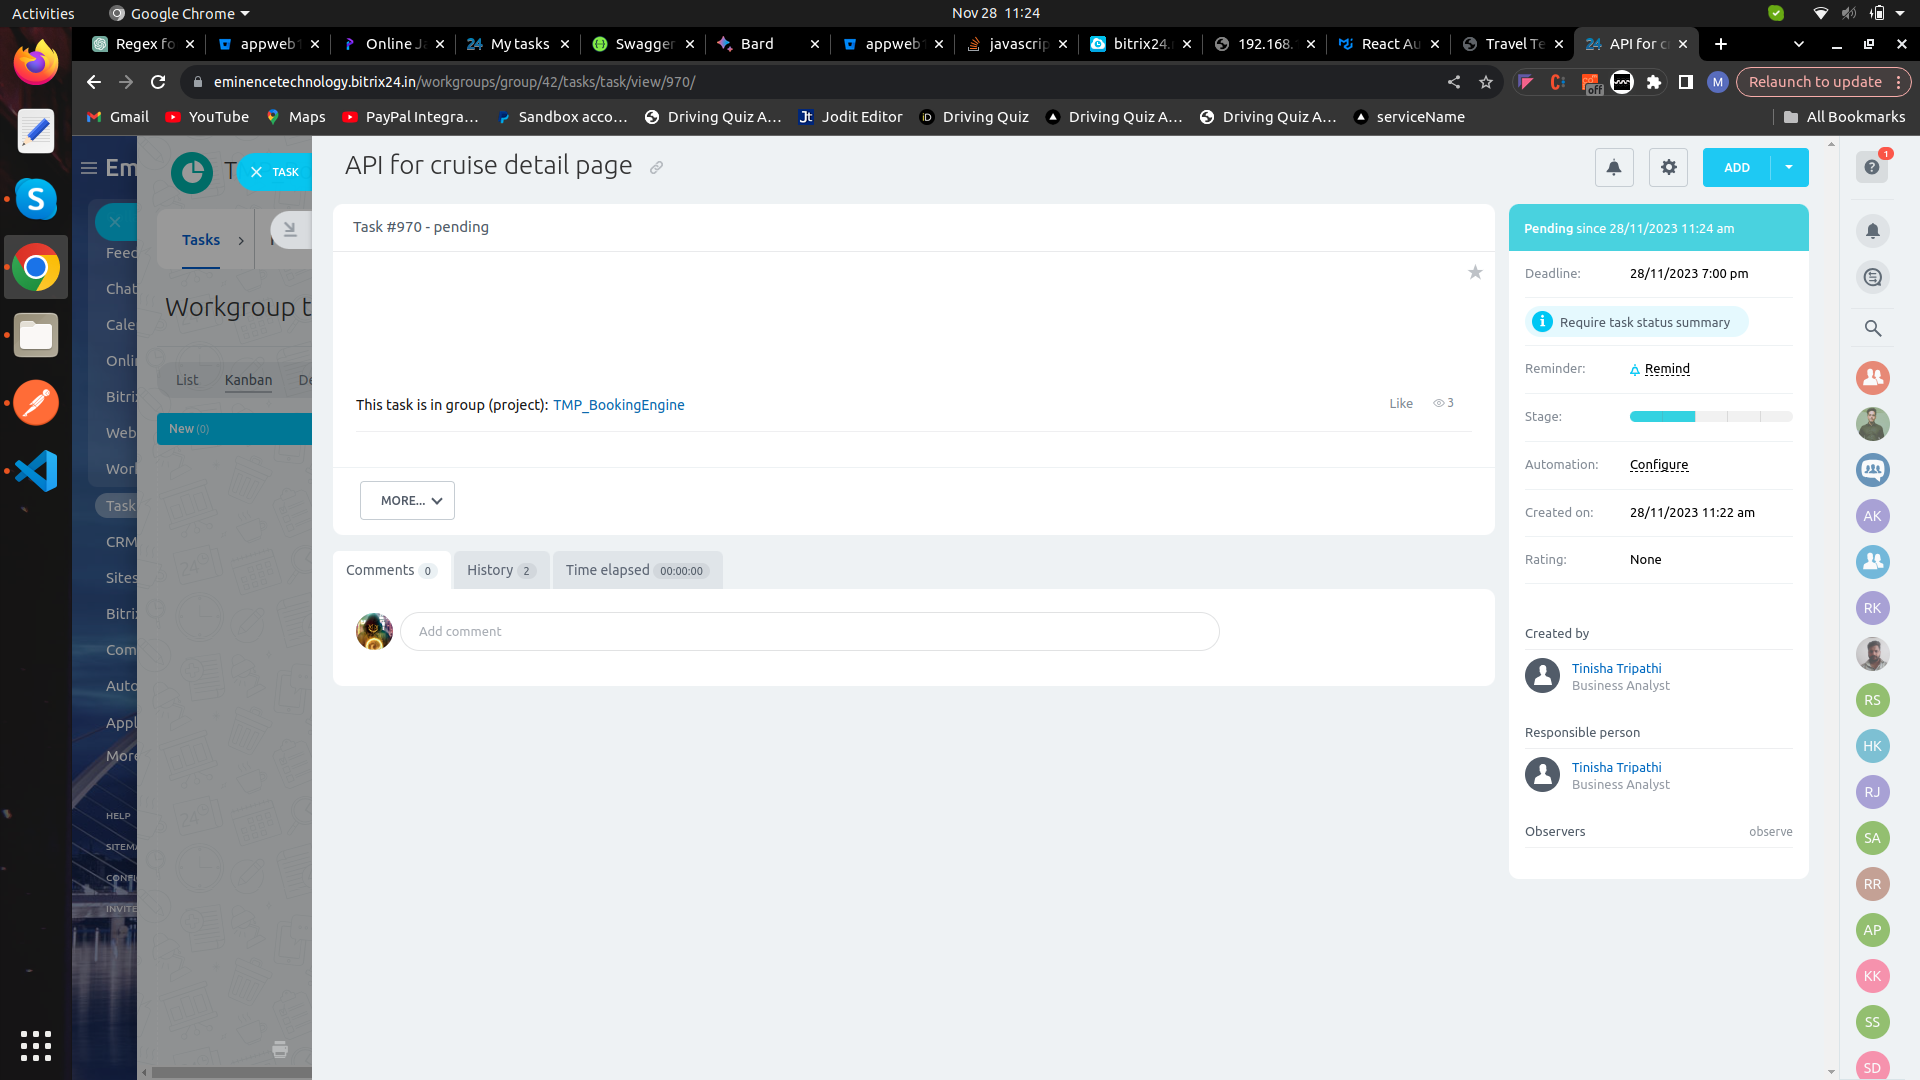 Activities
Google Chrome
Nov 28 11:24
Regex fo
appweb1
Online Ja
My tasks
Swagger
Bard
appweb1
javascrip
bitrix24.
192.168.
React Au
Travel Te
API for c
eminencetechnology.bitrix24.in/workgroups/group/42/tasks/task/view/970/
off
M
Relaunch to update
Gmail
YouTube
Maps
PayPal Integra…
Sandbox acco…
Driving Quiz A…
Jt Jodit Editor
iD Driving Quiz
Driving Quiz A…
Driving Quiz A…
serviceName
All Bookmarks
Em
T
TASK
API for cruise detail page
ADD
1
Tasks
Task #970 - pending
Pending since 28/11/2023 11:24 am
Feed
Chat
Cale
Onli
Bitri
Web
Wor
Task
CRM
Sites
Bitrix
Com
Auto
Appl
More
HELP
SITEMA
CONFI
INVITE
Workgroup t
List
Kanban
De
New (0)
This task is in group (project): TMP_BookingEngine
Like
3
MORE...
Comments 0
History 2
Time elapsed 00:00:00
Add comment
Deadline: 28/11/2023 7:00 pm
Require task status summary
Reminder: Remind
Stage:
Automation: Configure
Created on: 28/11/2023 11:22 am
Rating: None
Created by
Tinisha Tripathi
Business Analyst
Responsible person
Tinisha Tripathi
Business Analyst
Observers
observe
AK
RK
RS
HK
RJ
SA
RR
AP
KK
SS
SD